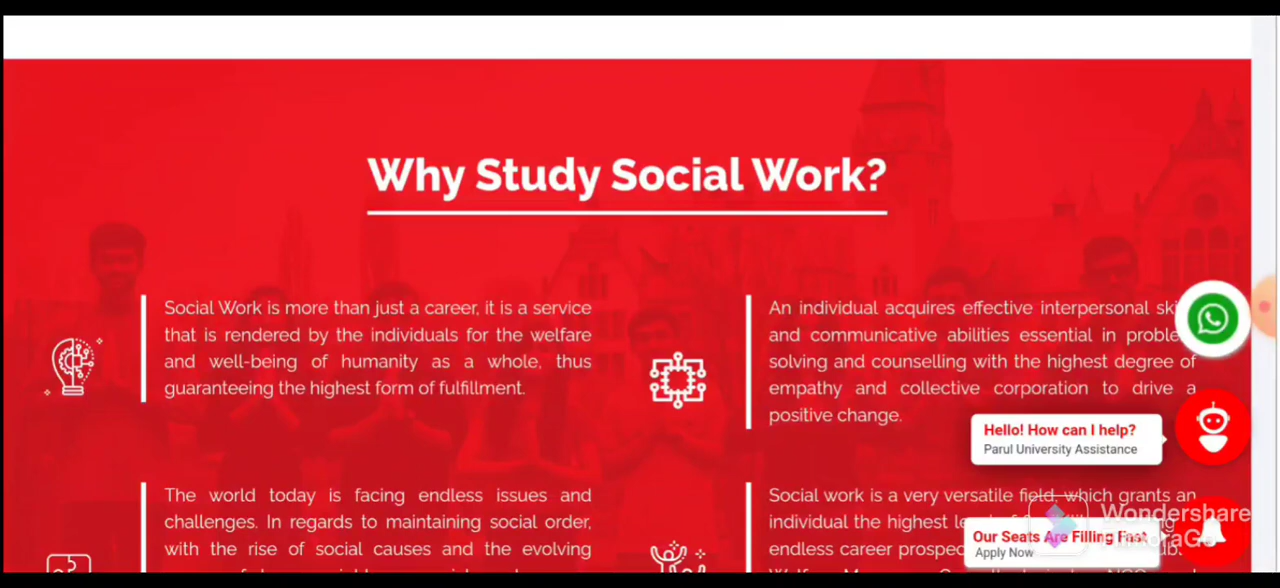 Why Study Social Work?
Social Work is more than just a career, it is a service
that is rendered by the individuals for the welfare
and well-being of humanity as a whole, thus
guaranteeing the highest form of fulfillment.
An individual acquires effective interpersonal
and communicative abilities essential in
solving and counselling with the highest degree of
empathy and collective corporation to drive a
positive change.
Hello! How can I help?
Parul University Assistance
The world today is facing endless issues and
challenges. In regards to maintaining social order,
with the rise of social causes and the evolving
Social work is a very versatile field, which grants an
individual the highest
endless career
Our Seats Are Filling Fast
Apply Now
Wondershare